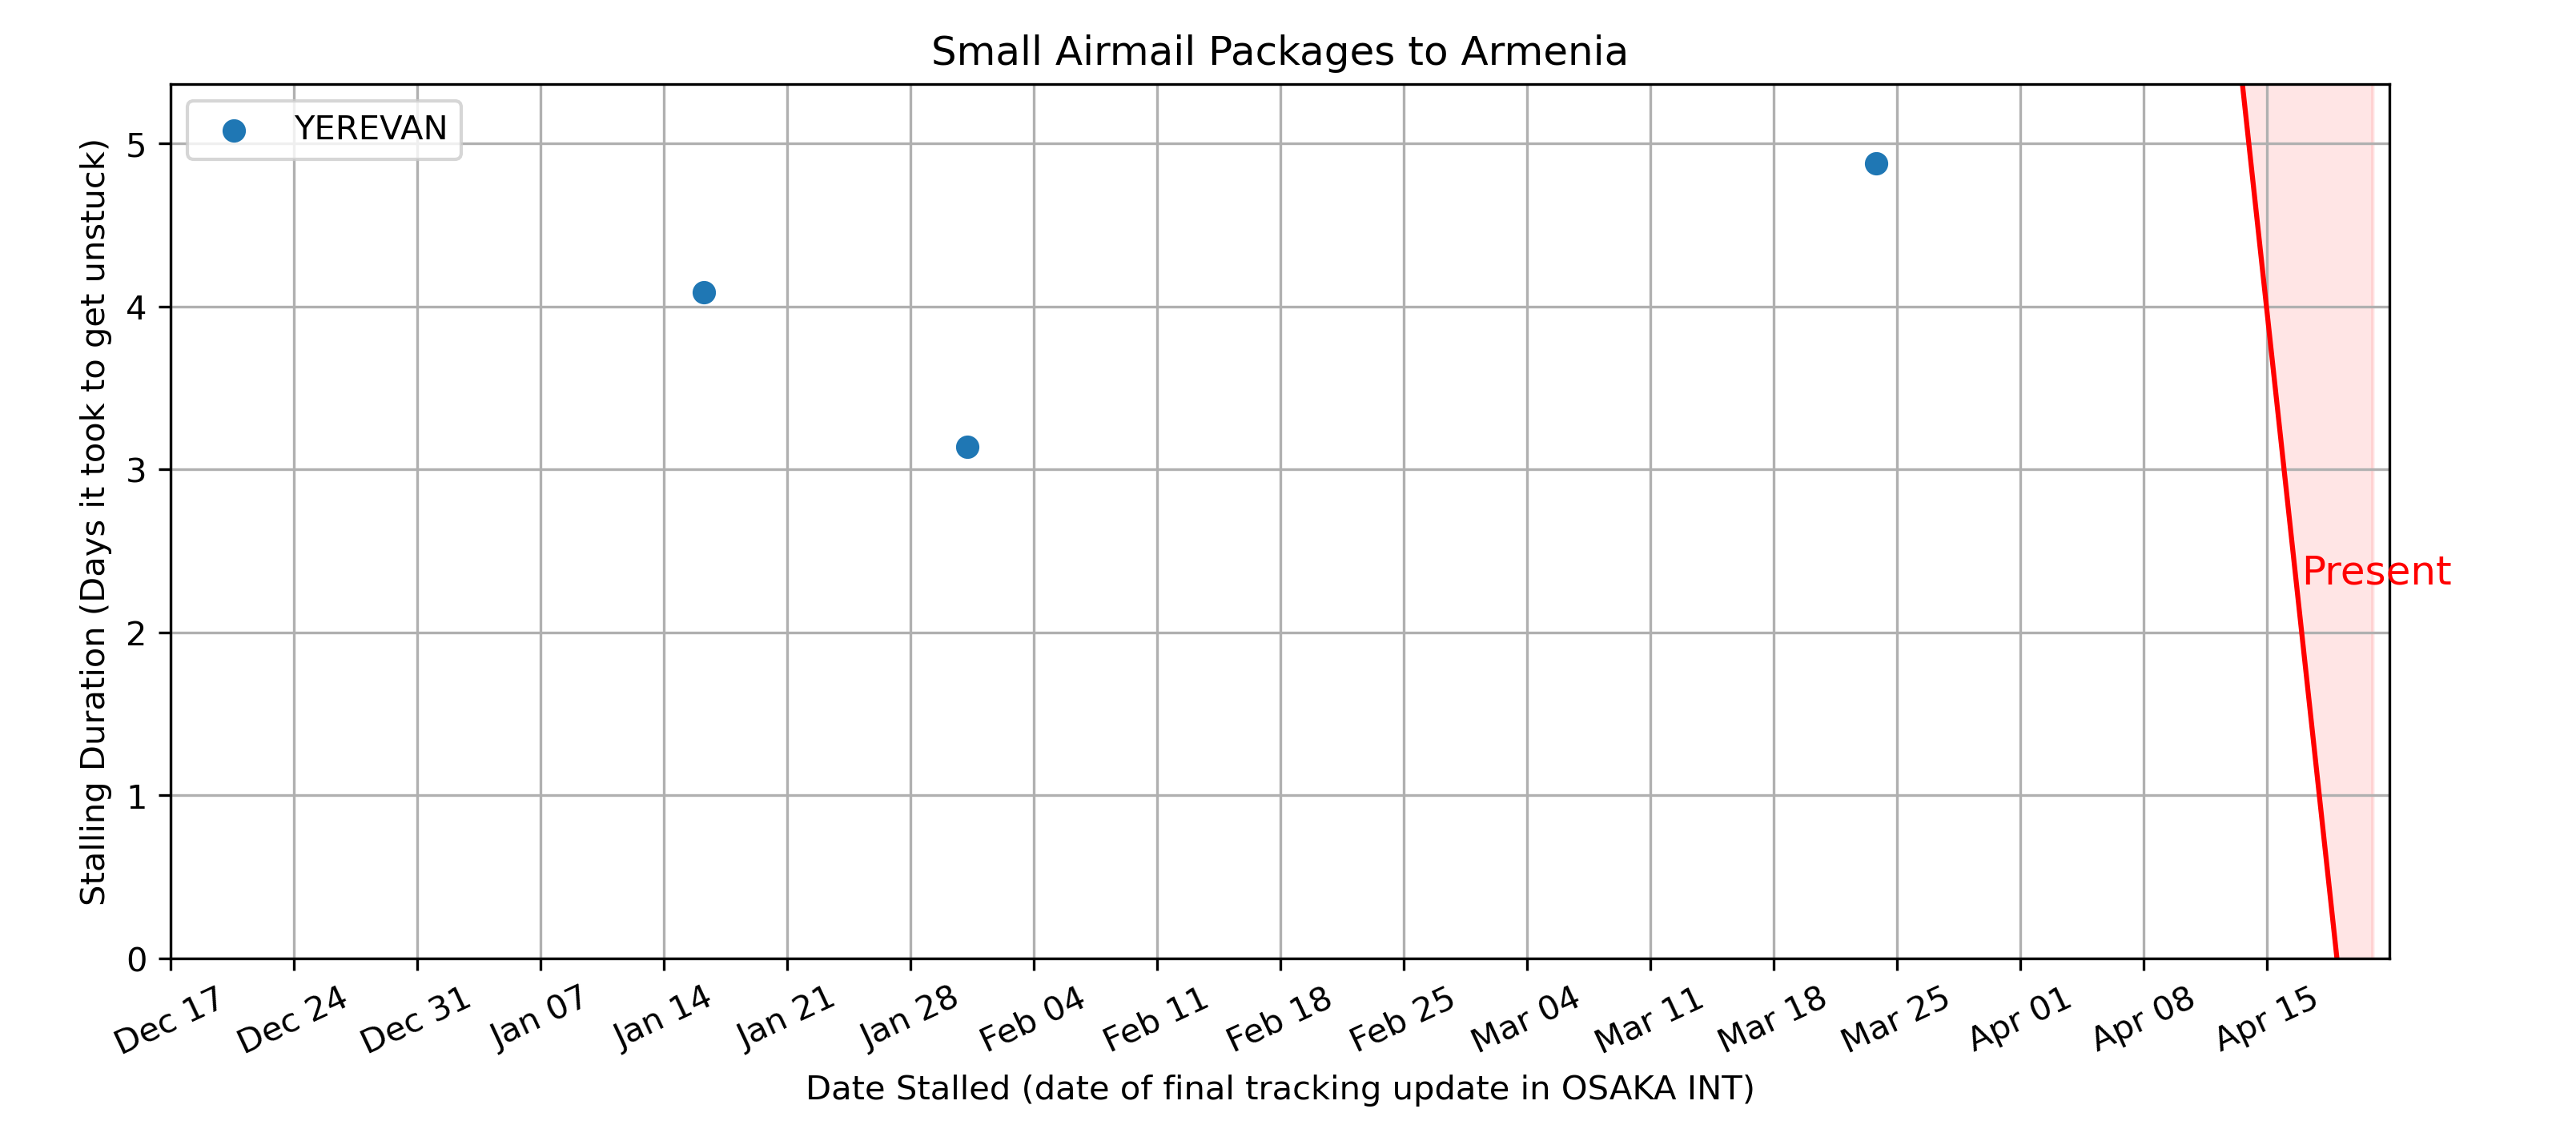 Small Airmail Packages to Armenia
YEREVAN
Stalling Duration (Days it took to get unstuck)
5
4
3
2
1
0
Present
Dec 17
Dec 24
Dec 31
Jan 07
Jan 14
Jan 21
Jan 28
Feb 04
Feb 11
Feb 18
Feb 25
Mar 04
Mar 11
Mar 18
Mar 25
Apr 01
Apr 08
Apr 15
Date Stalled (date of final tracking update in OSAKA INT)